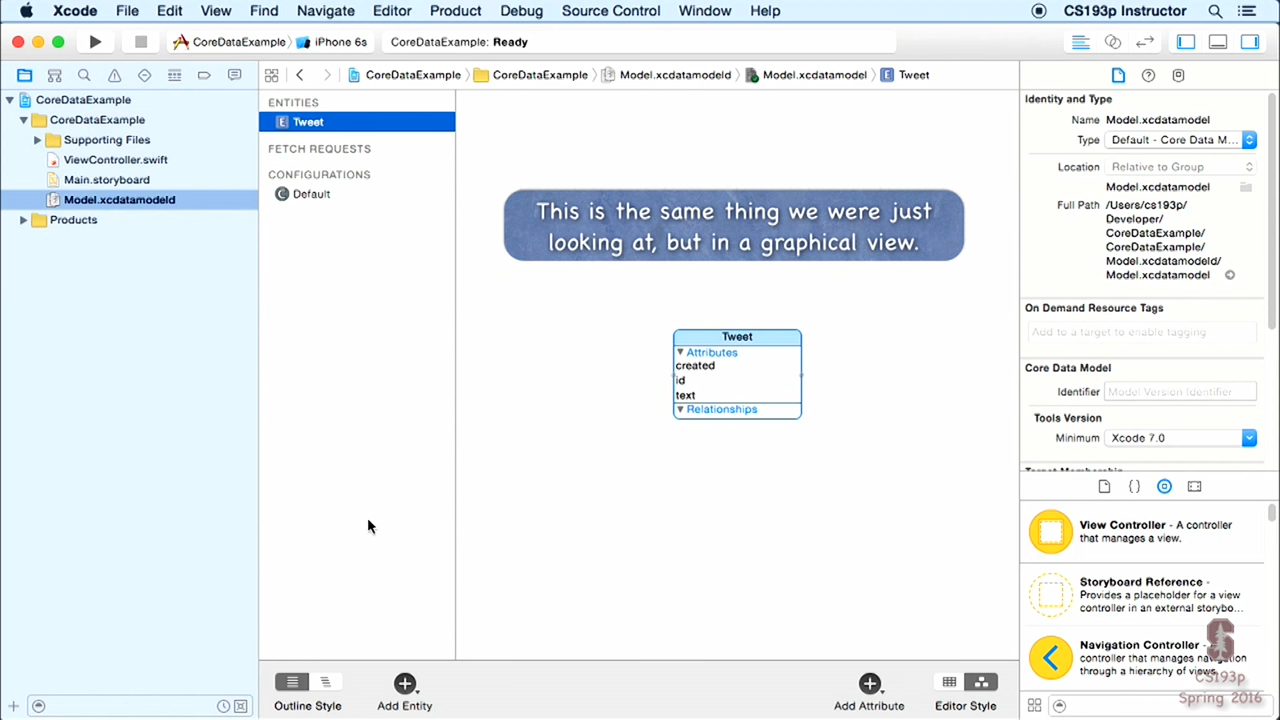 Xcode File Edit View Find Navigate Editor Product Debug Source Control Window Help CS193p Instructor
CoreDataExample iPhone 6s CoreDataExample: Ready
CoreDataExample CoreDataExample Model.xcdatamodeld Model.xcdatamodel E Tweet
CoreDataExample
CoreDataExample
Supporting Files
ViewController.swift
Main.storyboard
Model.xcdatamodeld
Products
ENTITIES
E Tweet
FETCH REQUESTS
CONFIGURATIONS
C Default
This is the same thing we were just
looking at, but in a graphical view.
Tweet
Attributes
created
id
text
Relationships
Outline Style
Add Entity
Add Attribute
Editor Style
Identity and Type
Name Model.xcdatamodel
Type Default - Core Data M...
Location Relative to Group
Model.xcdatamodel
Full Path /Users/cs193p/
Developer/
CoreDataExample/
CoreDataExample/
Model.xcdatamodeld/
Model.xcdatamodel
On Demand Resource Tags
Add to a target to enable tagging
Core Data Model
Identifier Model Version Identifier
Tools Version
Minimum Xcode 7.0
Target Membership
{}
View Controller - A controller
that manages a view.
Storyboard Reference -
Provides a placeholder for a view
controller in an external storybo...
Navigation Controller -
controller that manages navigation
through a hierarchy of views.
CS193p
Spring 2016